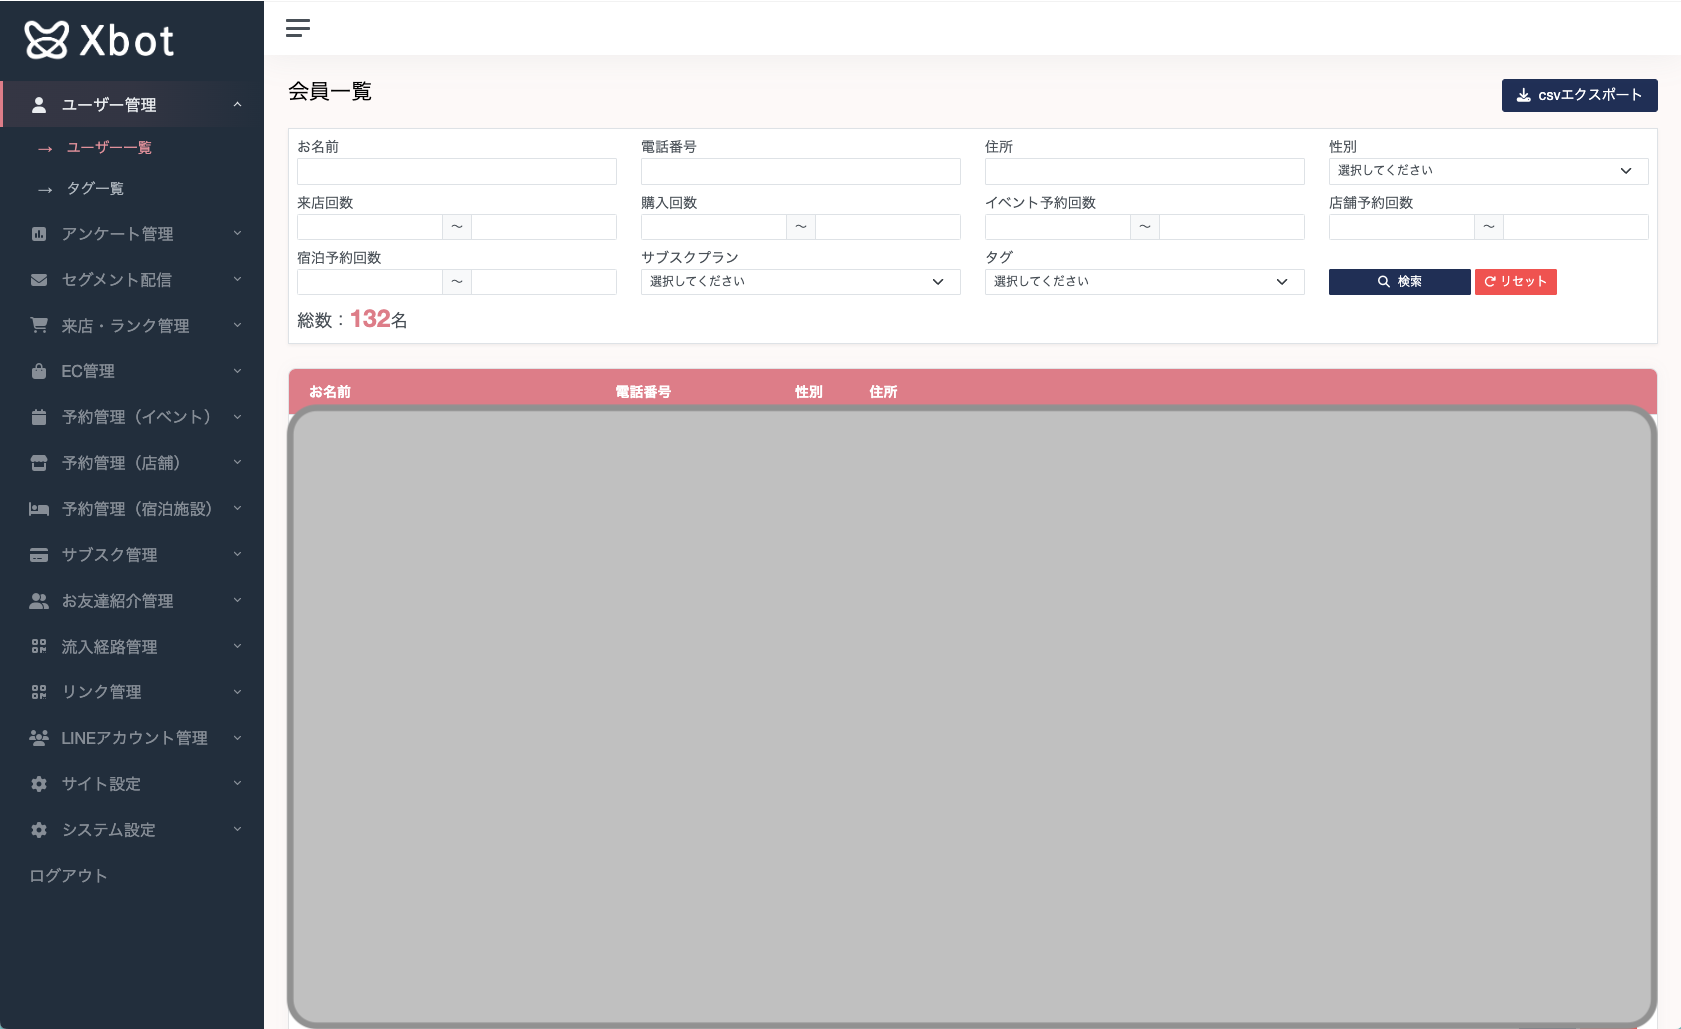 Xbot
ユーザー管理
→ ユーザー一覧
→ タグ一覧
アンケート管理
セグメント配信
来店・ランク管理
EC管理
予約管理（イベント）
予約管理（店舗）
予約管理（宿泊施設）
サブスク管理
お友達紹介管理
流入経路管理
リンク管理
LINEアカウント管理
サイト設定
システム設定
ログアウト
会員一覧
csvエクスポート
お名前
電話番号
住所
性別
選択してください
来店回数
～
購入回数
～
イベント予約回数
～
店舗予約回数
～
宿泊予約回数
～
サブスクプラン
選択してください
タグ
選択してください
検索
リセット
総数：132名
お名前 電話番号 性別 住所